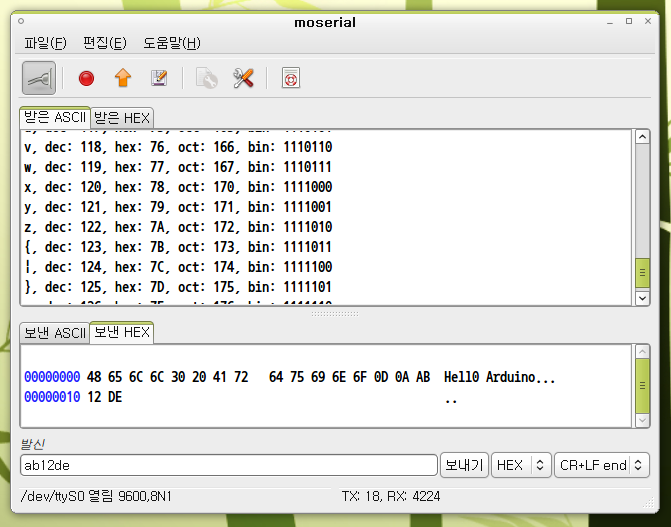 moserial
파일(F) 편집(E) 도움말(H)
받은 ASCII 받은 HEX
v, dec: 118, hex: 76, oct: 166, bin: 1110110
w, dec: 119, hex: 77, oct: 167, bin: 1110111
x, dec: 120, hex: 78, oct: 170, bin: 1111000
y, dec: 121, hex: 79, oct: 171, bin: 1111001
z, dec: 122, hex: 7A, oct: 172, bin: 1111010
{, dec: 123, hex: 7B, oct: 173, bin: 1111011
|, dec: 124, hex: 7C, oct: 174, bin: 1111100
}, dec: 125, hex: 7D, oct: 175, bin: 1111101
보낸 ASCII 보낸 HEX
00000000 48 65 6C 6C 30 20 41 72 64 75 69 6E 6F 0D 0A AB Hell0 Arduino...
00000010 12 DE ..
발신
ab12de 보내기 HEX CR+LF end
/dev/ttyS0 열림 9600,8N1 TX: 18, RX: 4224